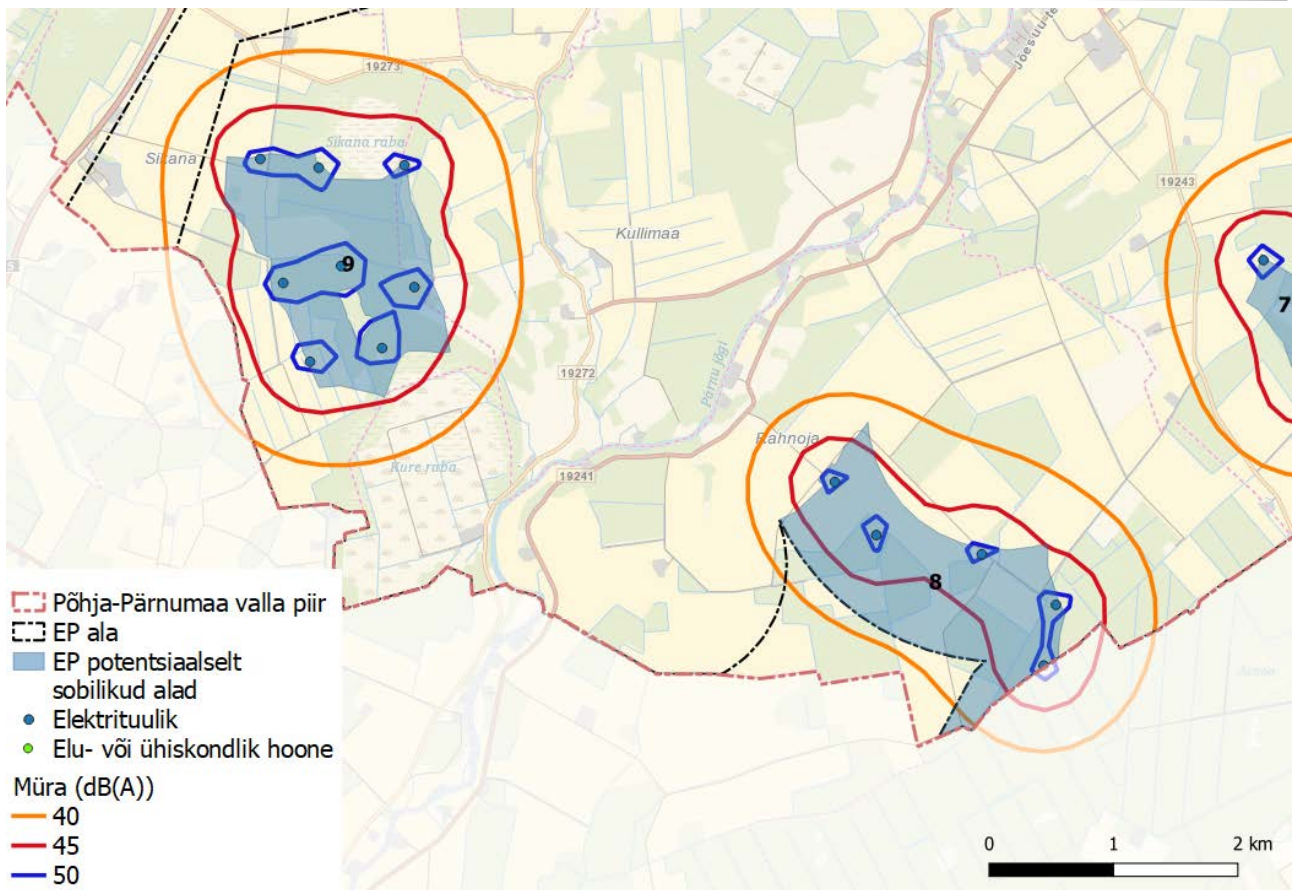 19273
Sikana raba
Sikana
9
Kullimaa
Jõesuu-te
19243
7
Pärnu jõgi
19272
Rahnoja
Kure raba
19241
8
Põhja-Pärnumaa valla piir
EP ala
EP potentsiaalselt
sobilikud alad
Elektrituulik
Elu- või ühiskondlik hoone
Müra (dB(A))
40
45
50
0 1 2 km